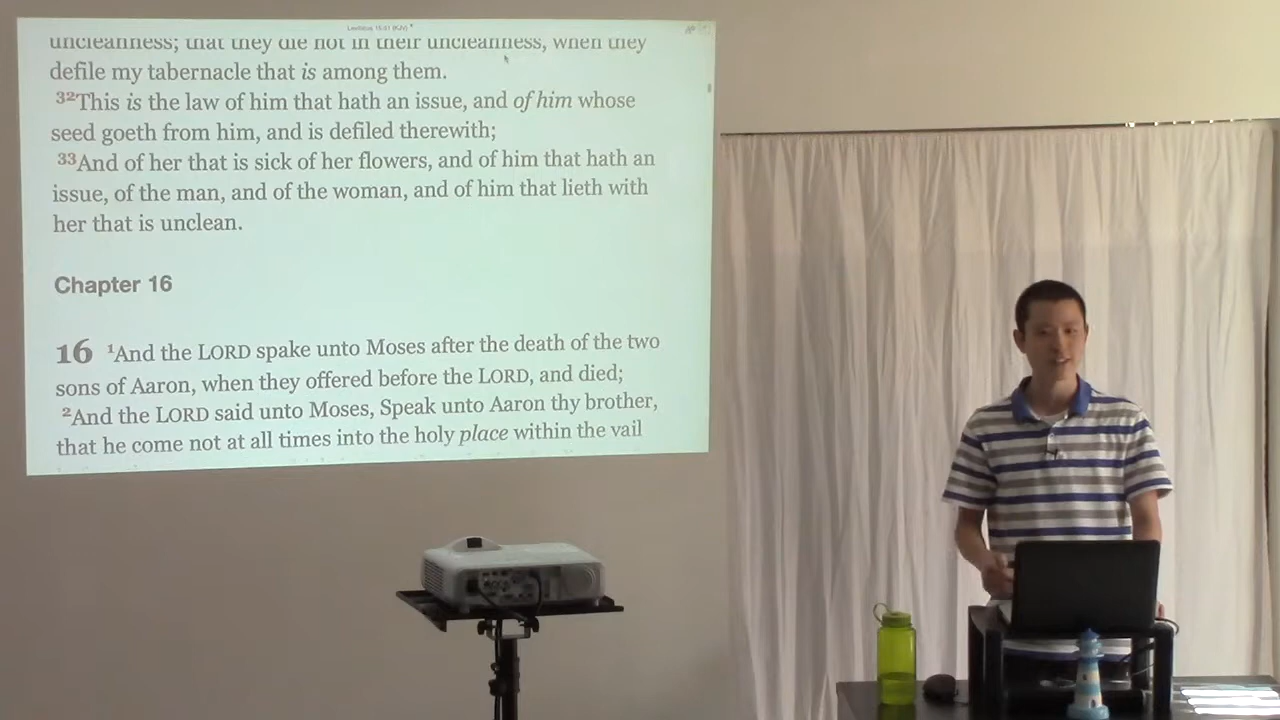 Leviticus 15:31 (KJV)
uncleanness; that they die not in their uncleanness, when they
defile my tabernacle that is among them.
32This is the law of him that hath an issue, and of him whose
seed goeth from him, and is defiled therewith;
33And of her that is sick of her flowers, and of him that hath an
issue, of the man, and of the woman, and of him that lieth with
her that is unclean.
Chapter 16
16 1And the LORD spake unto Moses after the death of the two
sons of Aaron, when they offered before the LORD, and died;
2And the LORD said unto Moses, Speak unto Aaron thy brother,
that he come not at all times into the holy place within the vail